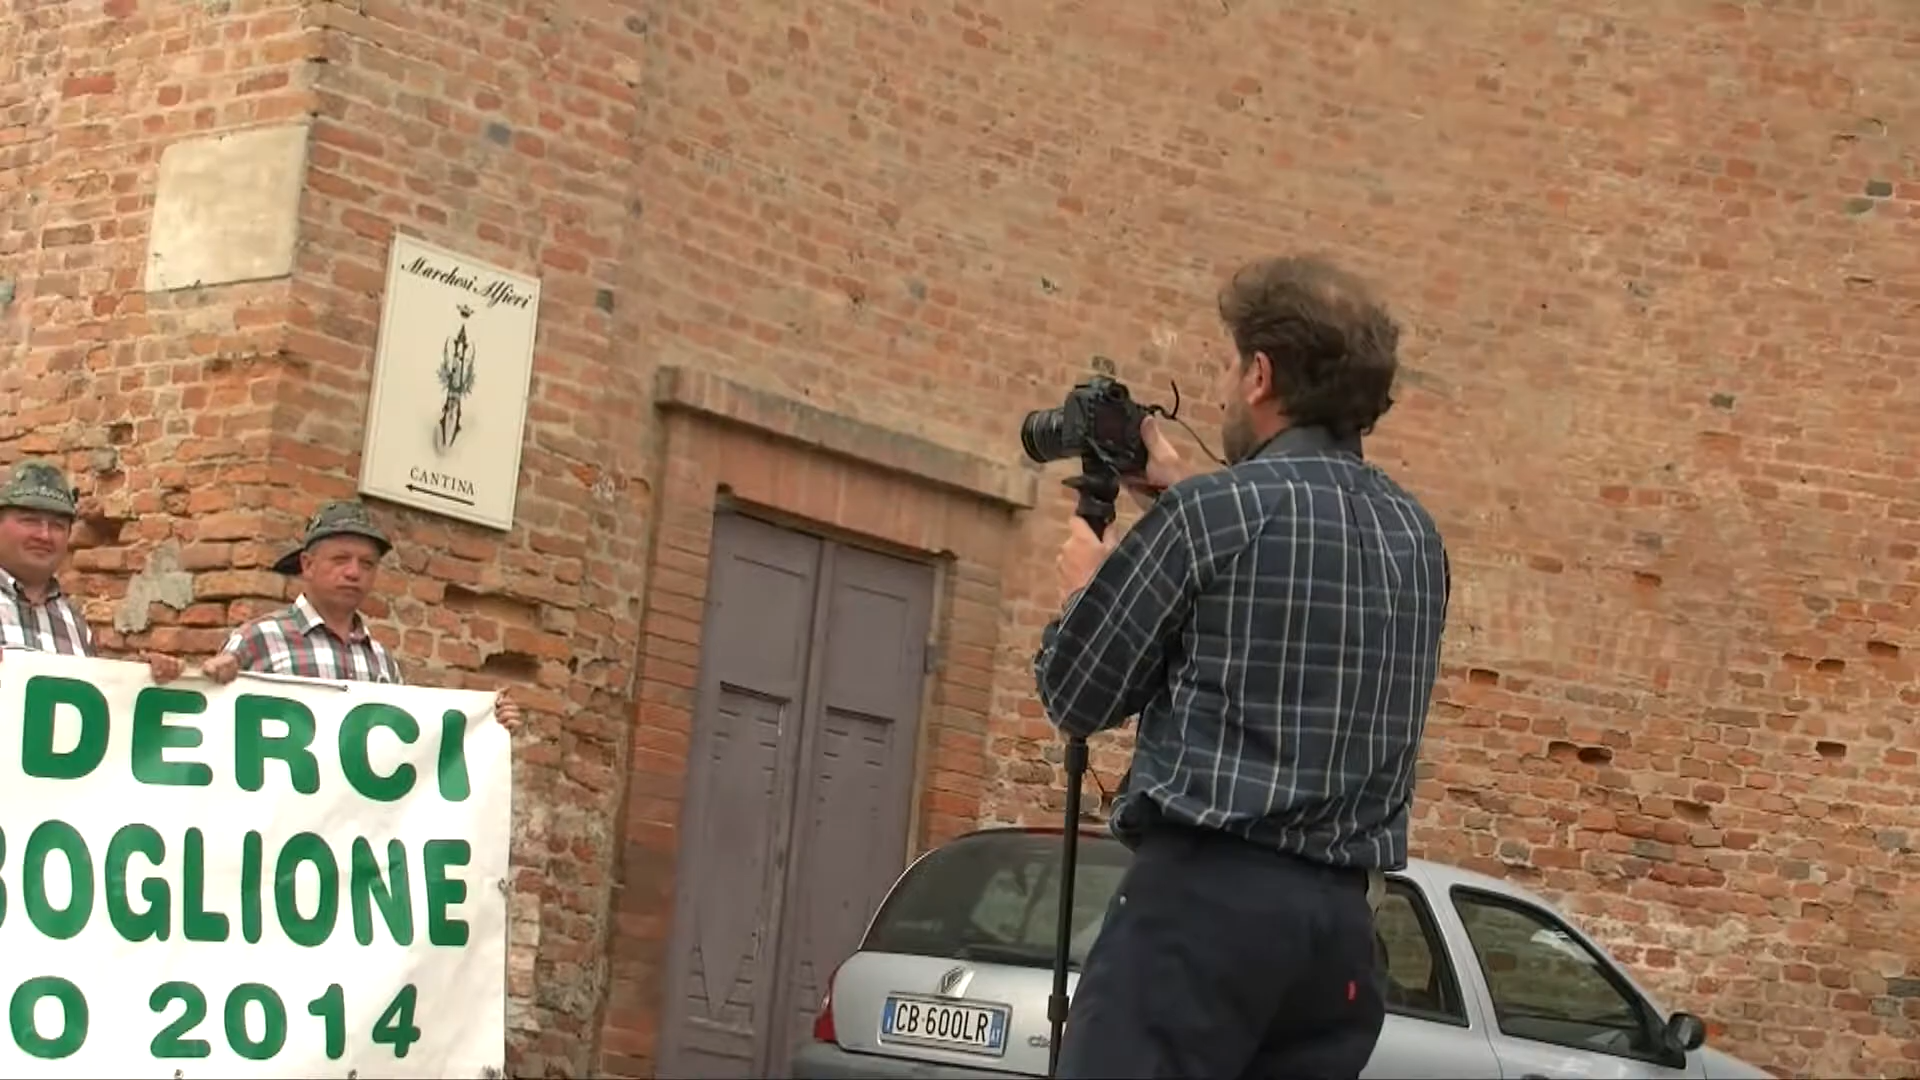 Marchesi Alfieri
CANTINA
DERCI
BOGLIONE
O 2014
CB 600LR